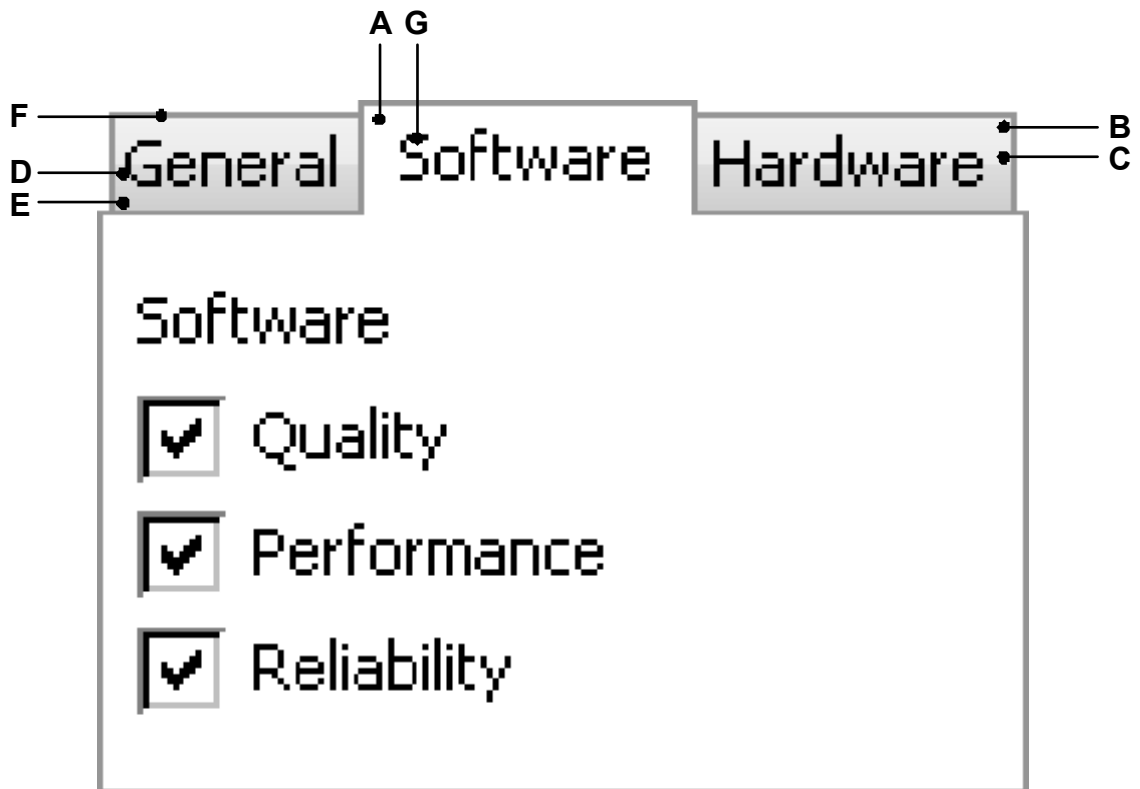 A G
F
B
D
C
E
General Software Hardware
Software
Quality
Performance
Reliability